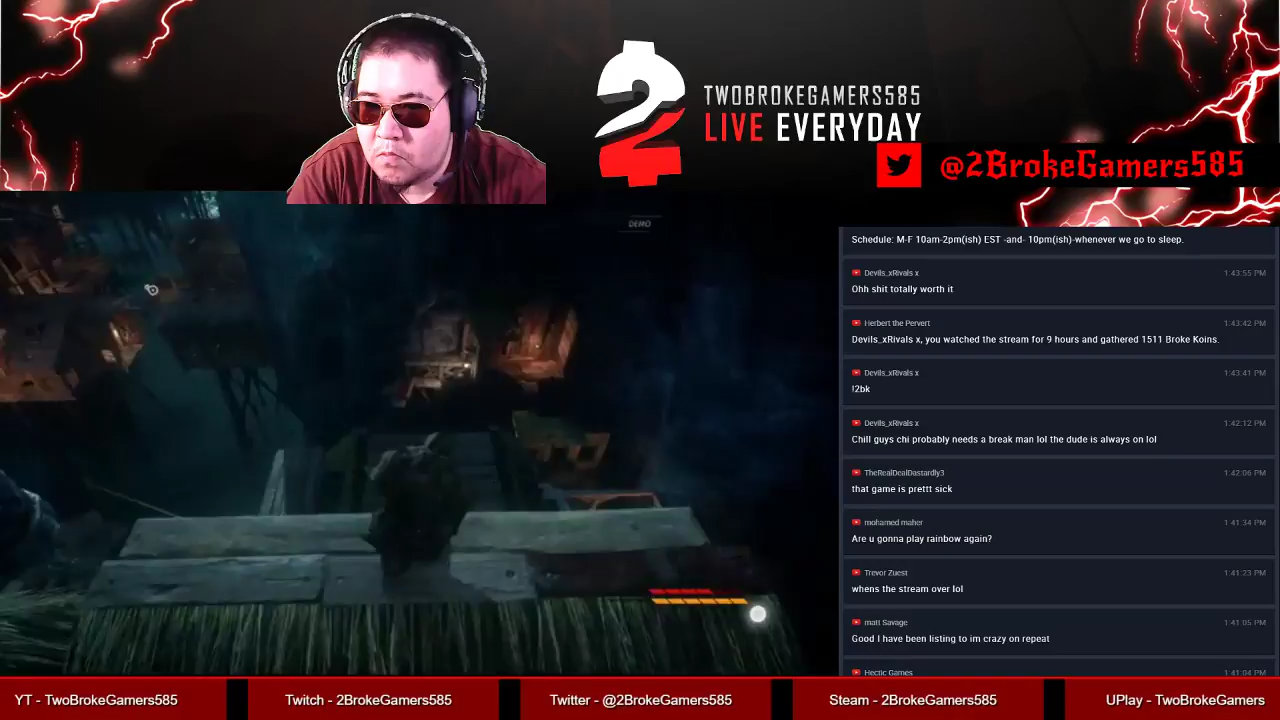 2
TWOBROKEGAMERS585
LIVE EVERYDAY
@2BrokeGamers585
DEMO
Schedule: M-F 10am-2pm(ish) EST -and- 10pm(ish)-whenever we go to sleep.
Devils_xRivals x 1:43:55 PM
Ohh shit totally worth it
Herbert the Pervert 1:43:42 PM
Devils_xRivals x, you watched the stream for 9 hours and gathered 1511 Broke Koins.
Devils_xRivals x 1:43:41 PM
!2bk
Devils_xRivals x 1:42:12 PM
Chill guys chi probably needs a break man lol the dude is always on lol
TheRealDealDastardly3 1:42:06 PM
that game is prettt sick
mohamed maher 1:41:34 PM
Are u gonna play rainbow again?
Trevor Zuest 1:41:23 PM
whens the stream over lol
matt Savage 1:41:05 PM
Good I have been listing to im crazy on repeat
Hectic Games 1:41:04 PM
YT - TwoBrokeGamers585
Twitch - 2BrokeGamers585
Twitter - @2BrokeGamers585
Steam - 2BrokeGamers585
UPlay - TwoBrokeGamers